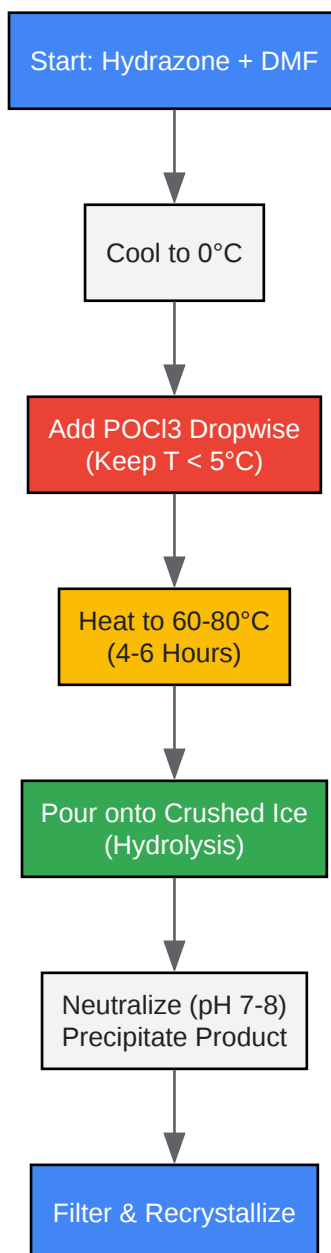 Start: Hydrazone + DMF
Cool to 0°C
Add POCl3 Dropwise
(Keep T < 5°C)
Heat to 60-80°C
(4-6 Hours)
Pour onto Crushed Ice
(Hydrolysis)
Neutralize (pH 7-8)
Precipitate Product
Filter & Recrystallize